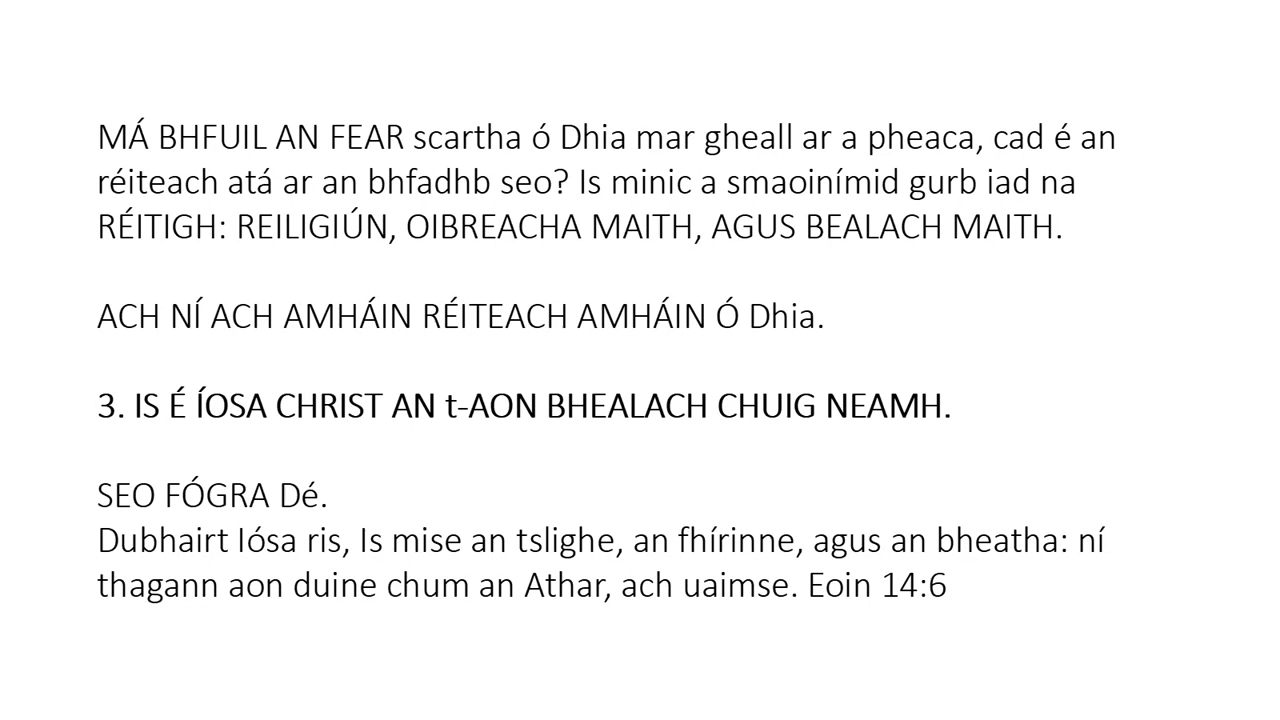 MÁ BHFUIL AN FEAR scartha ó Dhia mar gheall ar a pheaca, cad é an
réiteach atá ar an bhfadhb seo? Is minic a smaoinímid gurb iad na
RÉITIGH: REILIGIÚN, OIBREACHA MAITH, AGUS BEALACH MAITH.
ACH NÍ ACH AMHÁIN RÉITEACH AMHÁIN Ó Dhia.
3. IS É ÍOSA CHRIST AN t-AON BHEALACH CHUIG NEAMH.
SEO FÓGRA Dé.
Dubhairt Iósa ris, Is mise an tslighe, an fhírinne, agus an bheatha: ní
thagann aon duine chum an Athar, ach uaimse. Eoin 14:6